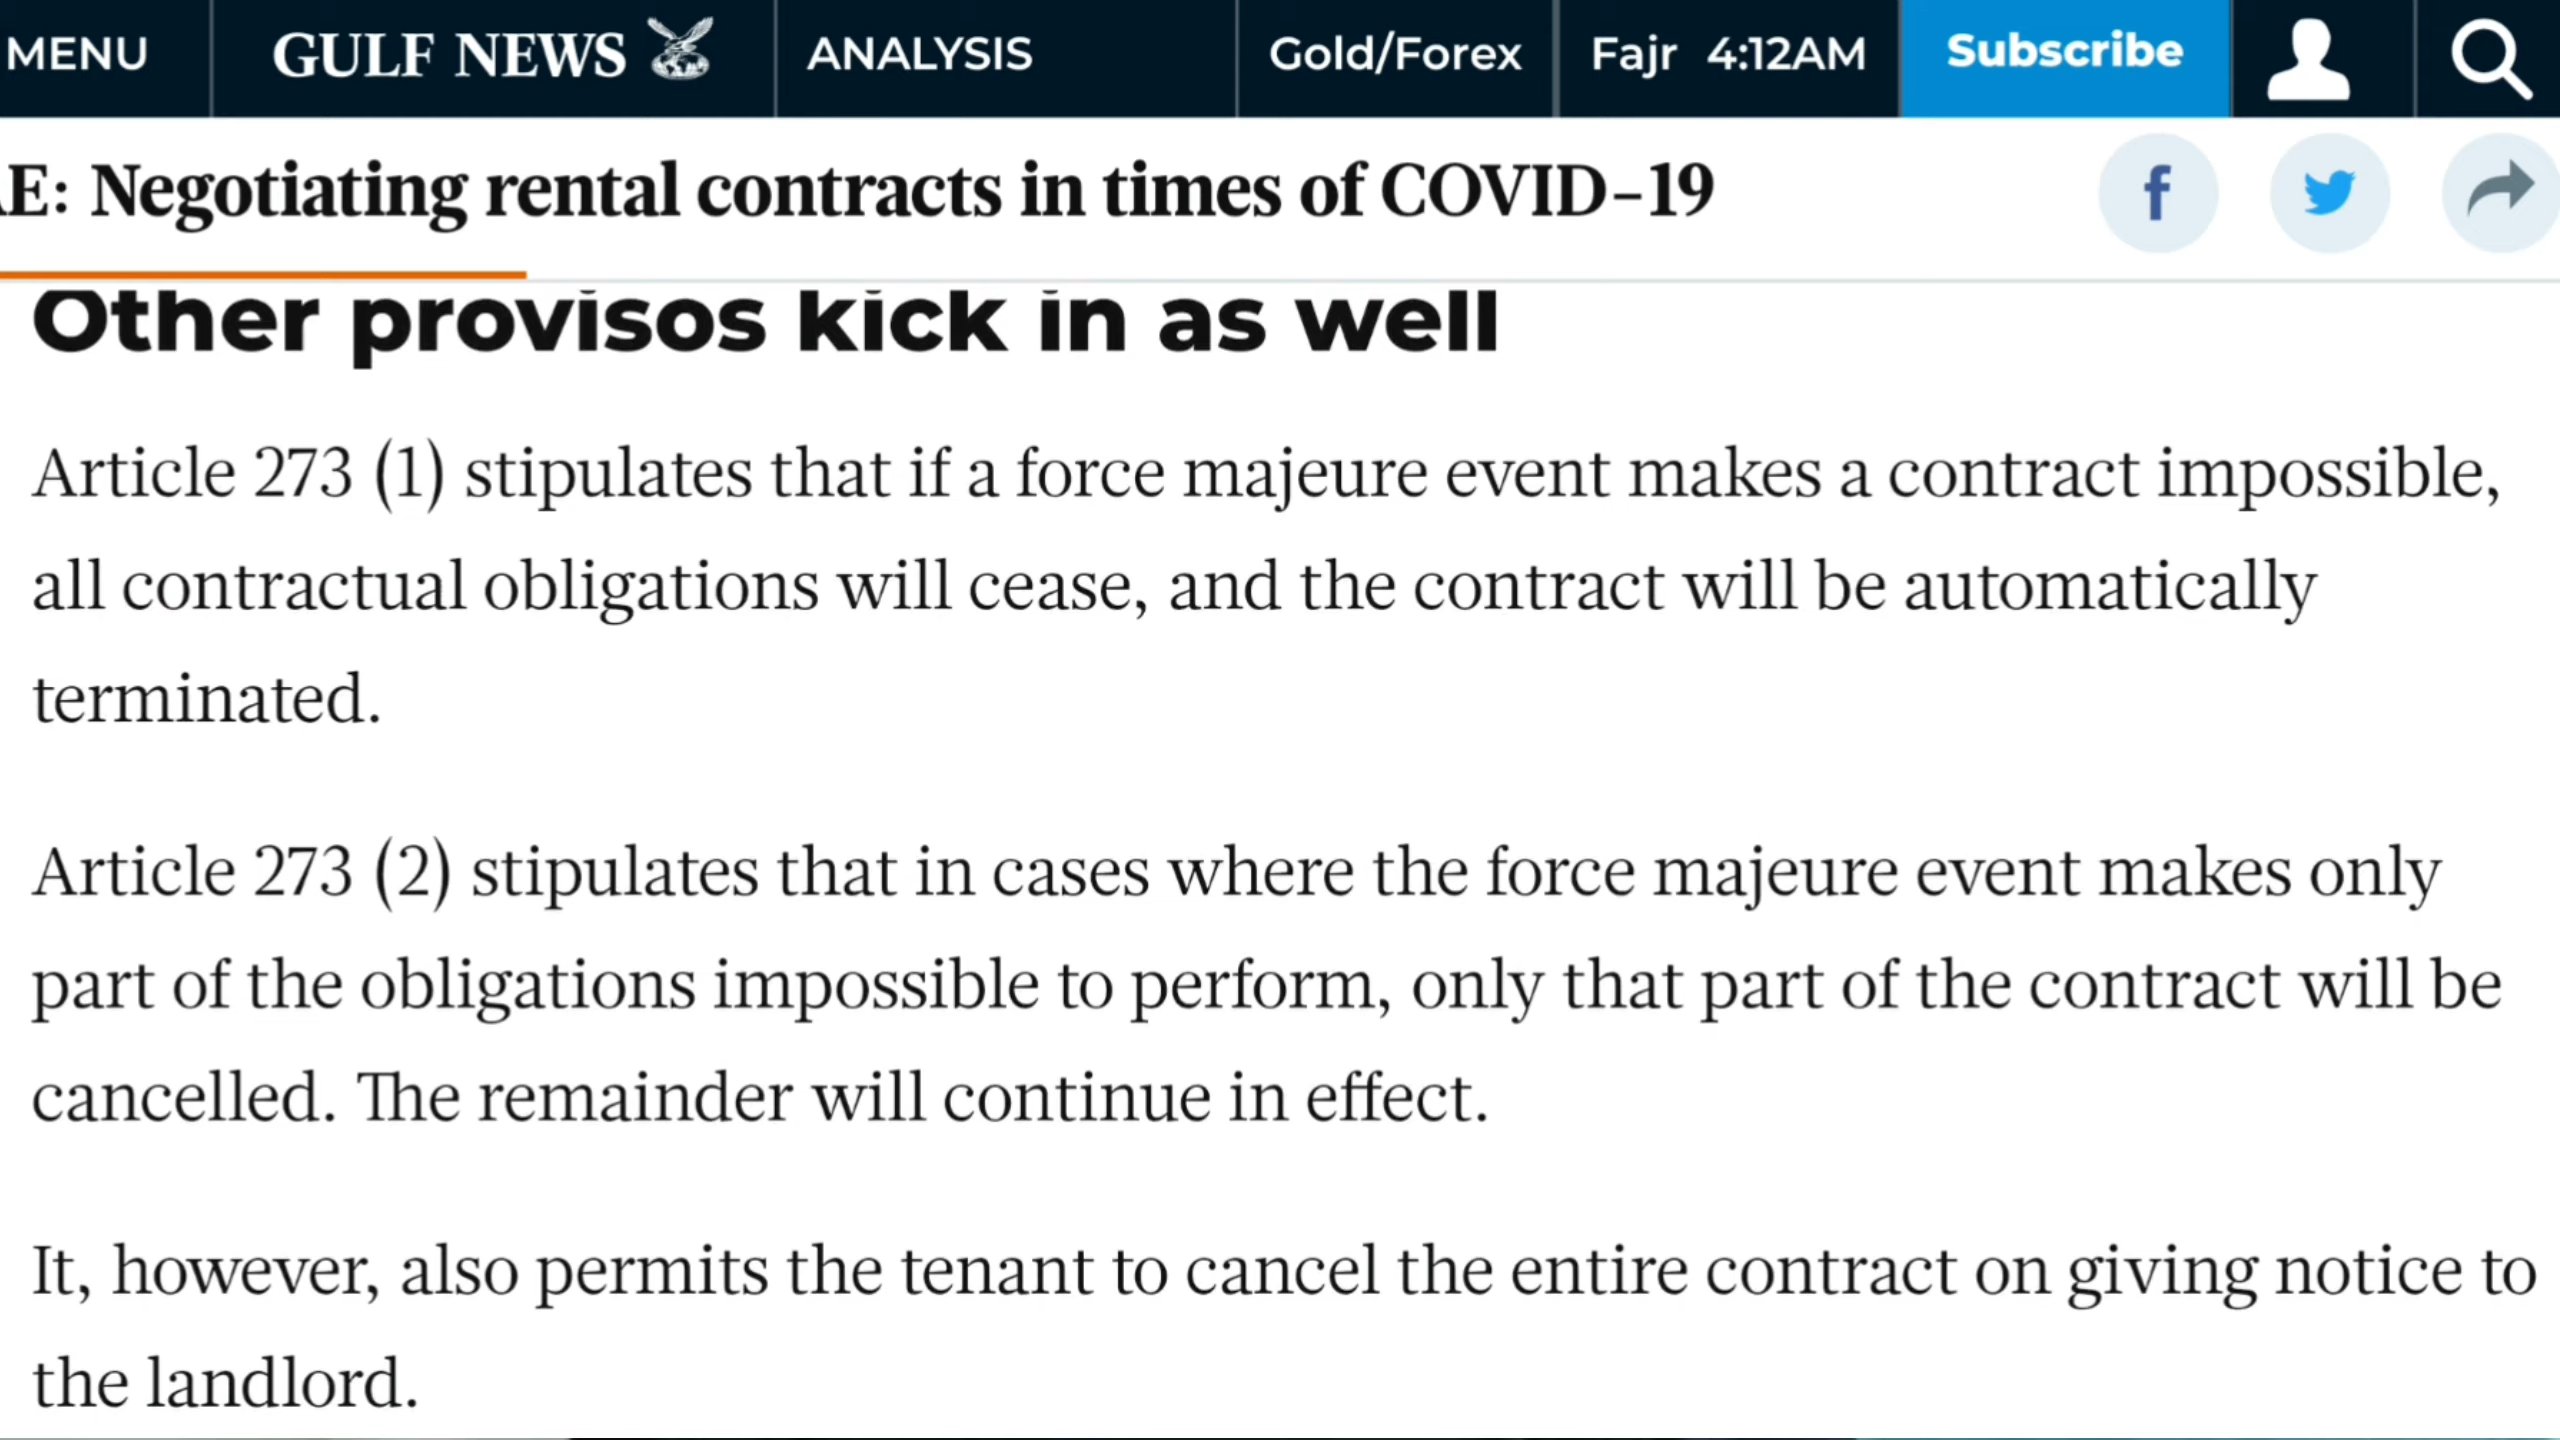 MENU GULF NEWS ANALYSIS Gold/Forex Fajr 4:12AM Subscribe
E: Negotiating rental contracts in times of COVID-19
Other provisos kick in as well
Article 273 (1) stipulates that if a force majeure event makes a contract impossible,
all contractual obligations will cease, and the contract will be automatically
terminated.
Article 273 (2) stipulates that in cases where the force majeure event makes only
part of the obligations impossible to perform, only that part of the contract will be
cancelled. The remainder will continue in effect.
It, however, also permits the tenant to cancel the entire contract on giving notice to
the landlord.